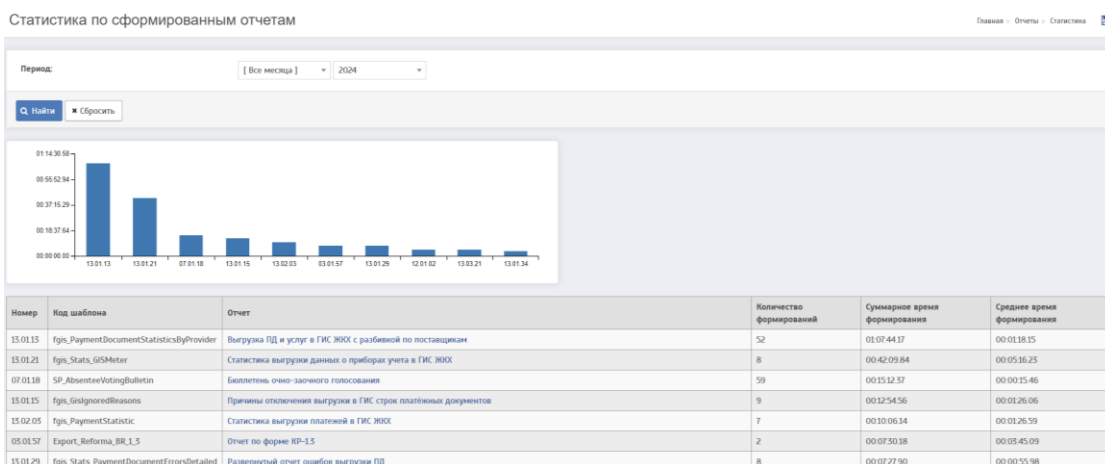 Статистика по сформированным отчетам
Главная > Отчеты > Статистика
Период:
[ Все месяца ]
2024
Найти
Сбросить
01:14:30.58
00:55:52.94
00:37:15.29
00:18:37.64
00:00:00.00
13.01.13 13.01.21 07.01.18 13.01.15 13.02.03 03.01.57 13.01.29 12.01.02 13.03.21 13.01.34
Номер Код шаблона Отчет Количество формирований Суммарное время формирования Среднее время формирования
13.01.13 fgis_PaymentDocumentStatisticsByProvider Выгрузка ПД и услуг в ГИС ЖКХ с разбивкой по поставщикам 52 01:07:44.17 00:01:18.15
13.01.21 fgis_Stats_GISMeter Статистика выгрузки данных о приборах учета в ГИС ЖКХ 8 00:42:09.84 00:05:16.23
07.01.18 SP_AbsenteeVotingBulletin Бюллетень очно-заочного голосования 59 00:15:12.37 00:00:15.46
13.01.15 fgis_GisIgnoredReasons Причины отключения выгрузки в ГИС строк платёжных документов 9 00:12:54.56 00:01:26.06
13.02.03 fgis_PaymentStatistic Статистика выгрузки платежей в ГИС ЖКХ 7 00:10:06.14 00:01:26.59
03.01.57 Export_Reforma_BR_1_3 Отчет по форме КР-1.3 2 00:07:30.18 00:03:45.09
13.01.29 fgis_Stats_PaymentDocumentErrorsDetailed Развернутый отчет ошибок выгрузки ПД 8 00:07:27.90 00:00:55.98